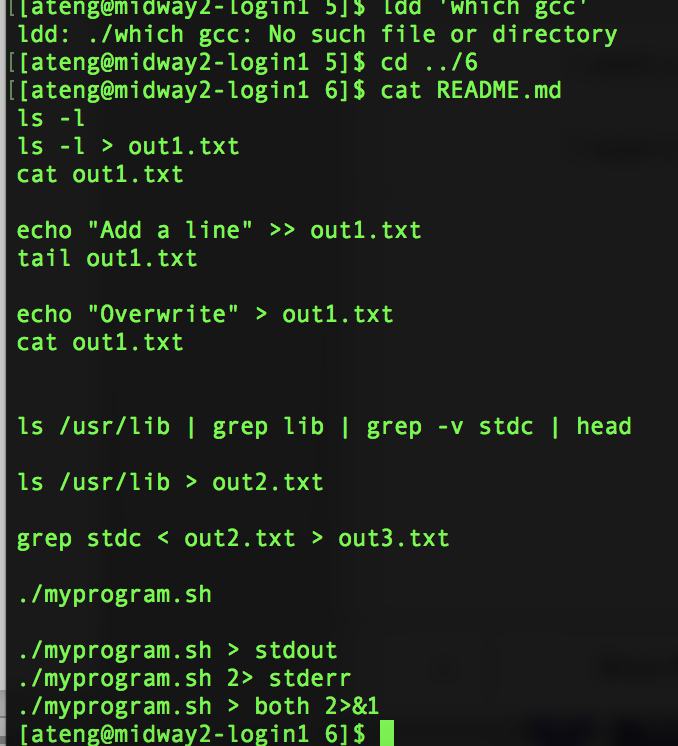 [[ateng@midway2-login1 5]$ ldd 'which gcc'
ldd: ./which gcc: No such file or directory
[[ateng@midway2-login1 5]$ cd ../6
[[ateng@midway2-login1 6]$ cat README.md
ls -l
ls -l > out1.txt
cat out1.txt
echo "Add a line" >> out1.txt
tail out1.txt
echo "Overwrite" > out1.txt
cat out1.txt
ls /usr/lib | grep lib | grep -v stdc | head
ls /usr/lib > out2.txt
grep stdc < out2.txt > out3.txt
./myprogram.sh
./myprogram.sh > stdout
./myprogram.sh 2> stderr
./myprogram.sh > both 2>&1
[ateng@midway2-login1 6]$